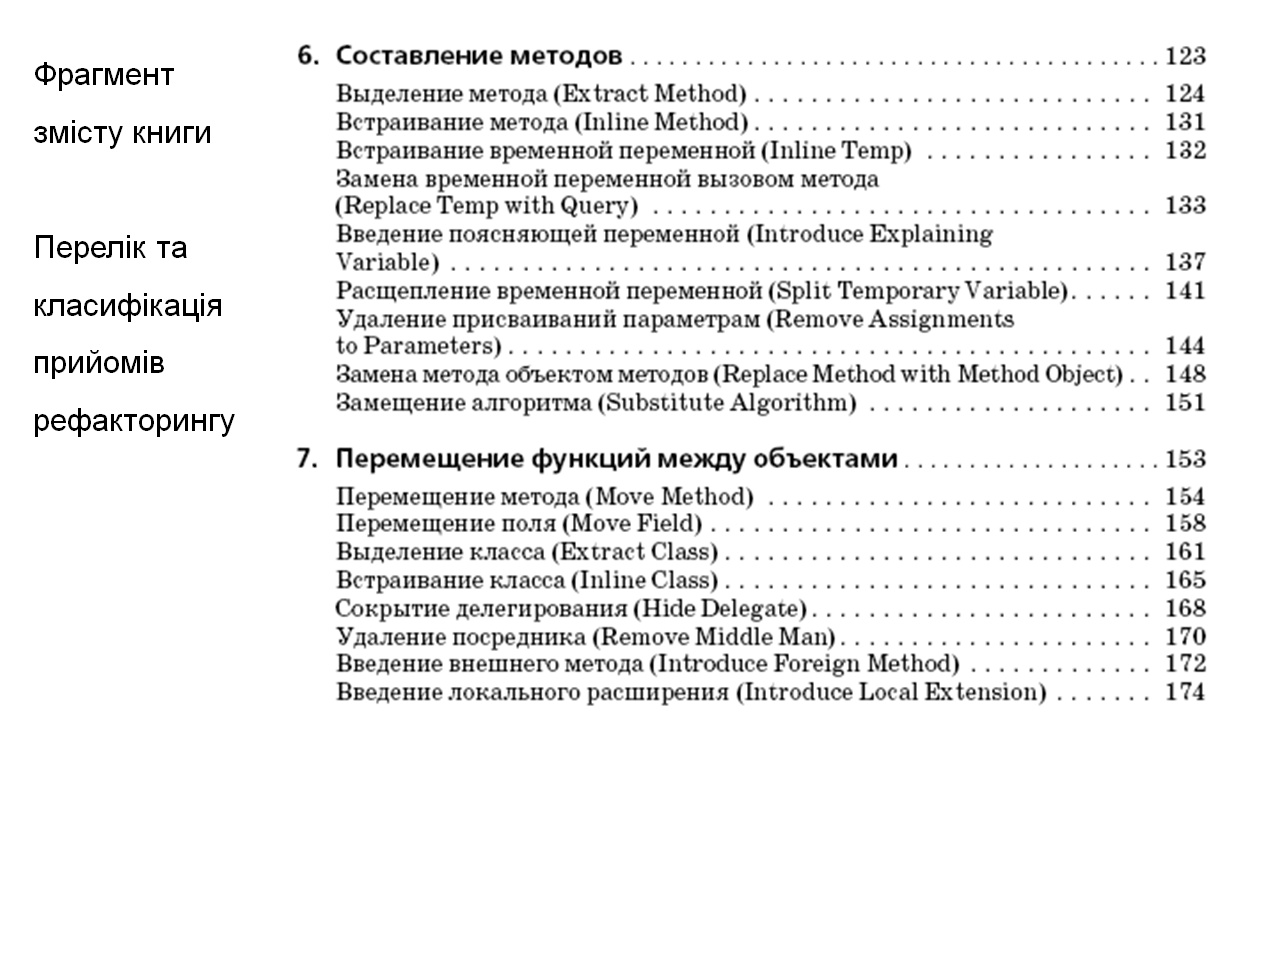 Фрагмент
змісту книги
Перелік та
класифікація
прийомів
рефакторингу
6. Составление методов . . . . . . . . . . . . . . . . . . . . . . . . . . . . . . . . . . . . . . . . . 123
Выделение метода (Extract Method) . . . . . . . . . . . . . . . . . . . . . . . . . . . . 124
Встраивание метода (Inline Method) . . . . . . . . . . . . . . . . . . . . . . . . . . . . 131
Встраивание временной переменной (Inline Temp) . . . . . . . . . . . . . . . . 132
Замена временной переменной вызовом метода
(Replace Temp with Query) . . . . . . . . . . . . . . . . . . . . . . . . . . . . . . . . . . . 133
Введение поясняющей переменной (Introduce Explaining
Variable) . . . . . . . . . . . . . . . . . . . . . . . . . . . . . . . . . . . . . . . . . . . . . . . . . 137
Расщепление временной переменной (Split Temporary Variable). . . . . . 141
Удаление присваиваний параметрам (Remove Assignments
to Parameters) . . . . . . . . . . . . . . . . . . . . . . . . . . . . . . . . . . . . . . . . . . . . . 144
Замена метода объектом методов (Replace Method with Method Object) . . 148
Замещение алгоритма (Substitute Algorithm) . . . . . . . . . . . . . . . . . . . . 151
7. Перемещение функций между объектами . . . . . . . . . . . . . . . . . . . . 153
Перемещение метода (Move Method) . . . . . . . . . . . . . . . . . . . . . . . . . . . 154
Перемещение поля (Move Field) . . . . . . . . . . . . . . . . . . . . . . . . . . . . . . . 158
Выделение класса (Extract Class) . . . . . . . . . . . . . . . . . . . . . . . . . . . . . . 161
Встраивание класса (Inline Class) . . . . . . . . . . . . . . . . . . . . . . . . . . . . . . 165
Сокрытие делегирования (Hide Delegate) . . . . . . . . . . . . . . . . . . . . . . . . 168
Удаление посредника (Remove Middle Man) . . . . . . . . . . . . . . . . . . . . . . 170
Введение внешнего метода (Introduce Foreign Method) . . . . . . . . . . . . . 172
Введение локального расширения (Introduce Local Extension) . . . . . . . 174